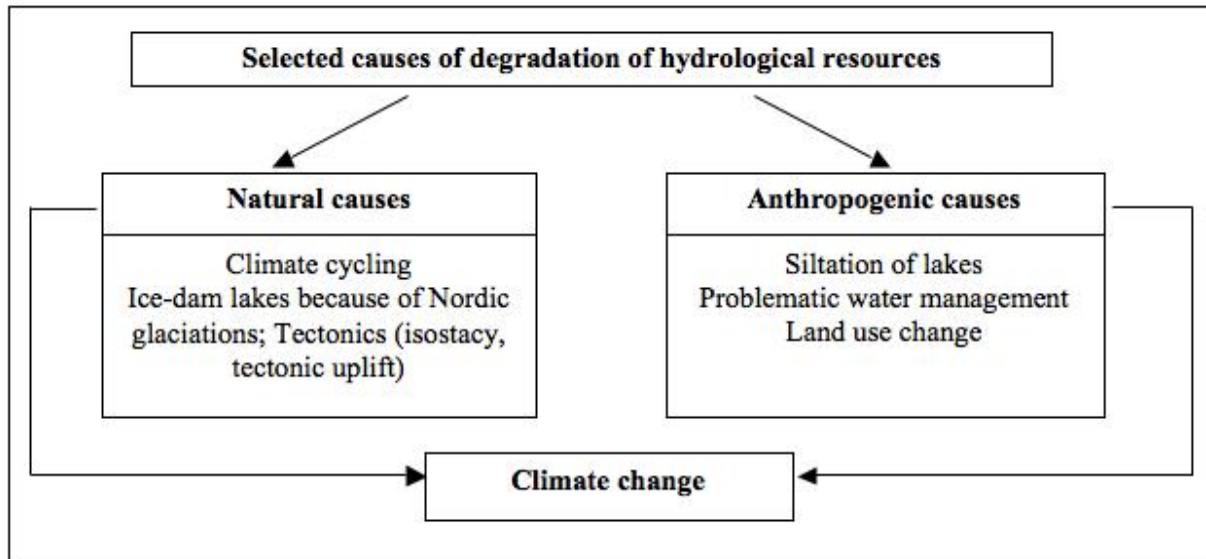 Selected causes of degradation of hydrological resources
Natural causes
Climate cycling
Ice-dam lakes because of Nordic
glaciations; Tectonics (isostacy,
tectonic uplift)
Anthropogenic causes
Siltation of lakes
Problematic water management
Land use change
Climate change